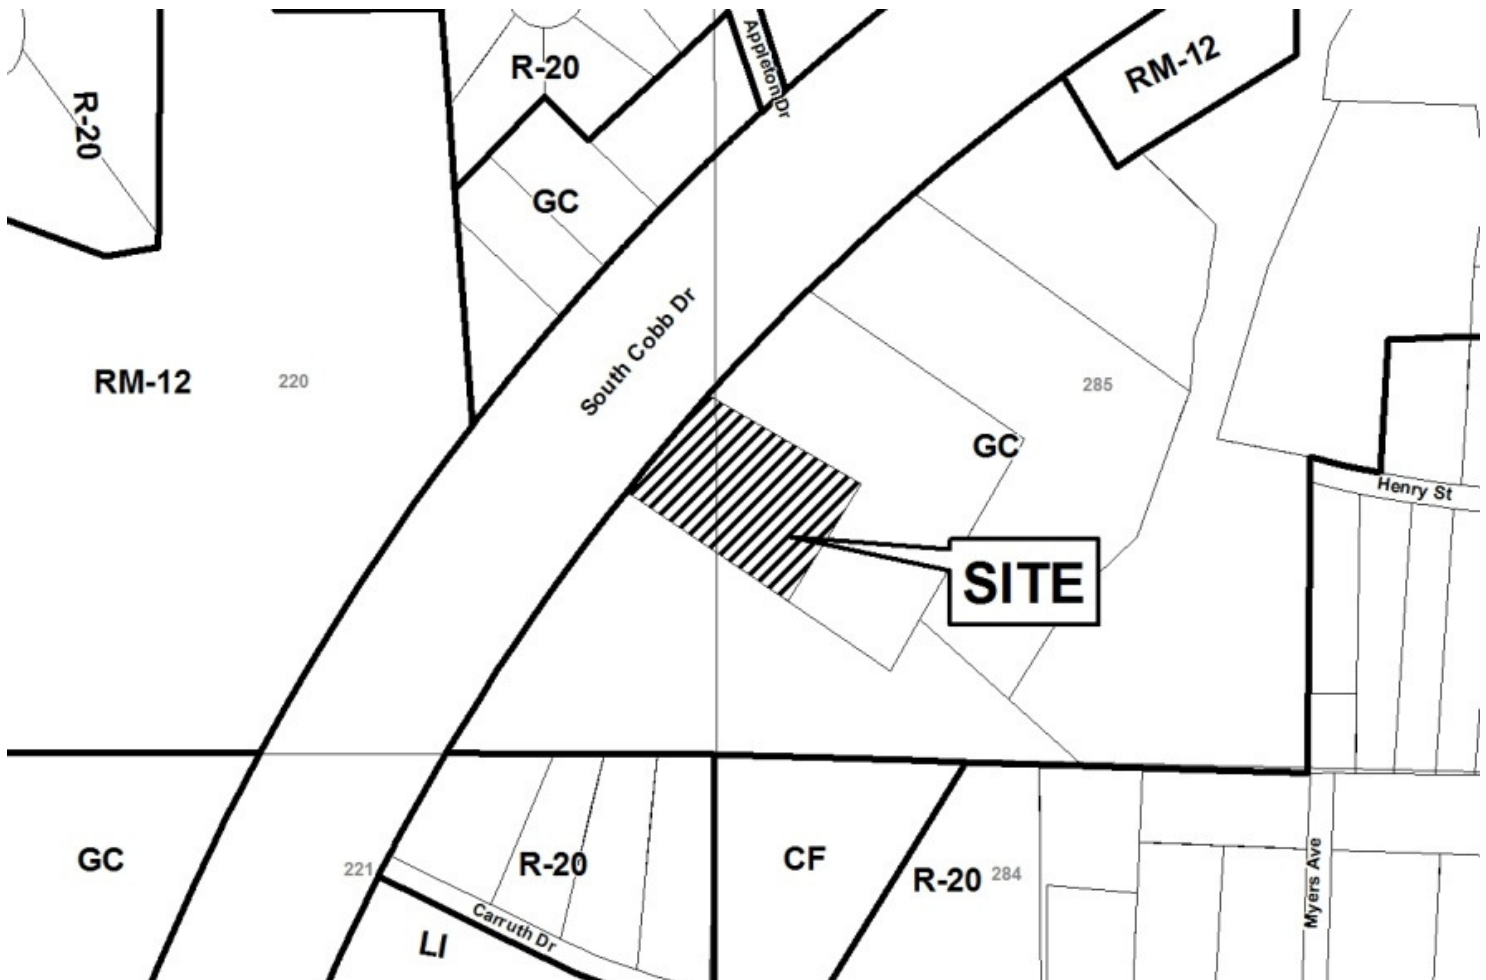 R-20
Appleton Dr
RM-12
R-20
GC
South Cobb Dr
RM-12
220
285
GC
Henry St
SITE
GC
221
R-20
CF
R-20
284
Myers Ave
Carruth Dr
LI